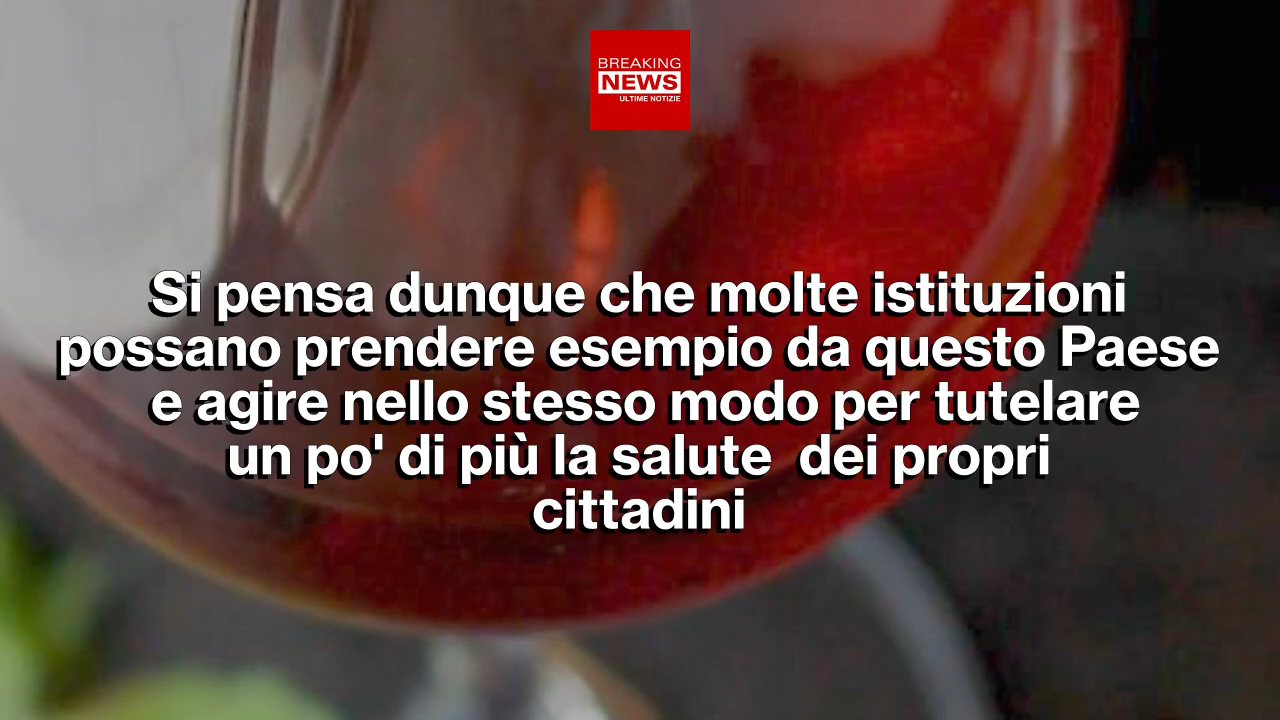 BREAKING
NEWS
ULTIME NOTIZIE
Si pensa dunque che molte istituzioni
possano prendere esempio da questo Paese
e agire nello stesso modo per tutelare
un po' di più la salute  dei propri
cittadini